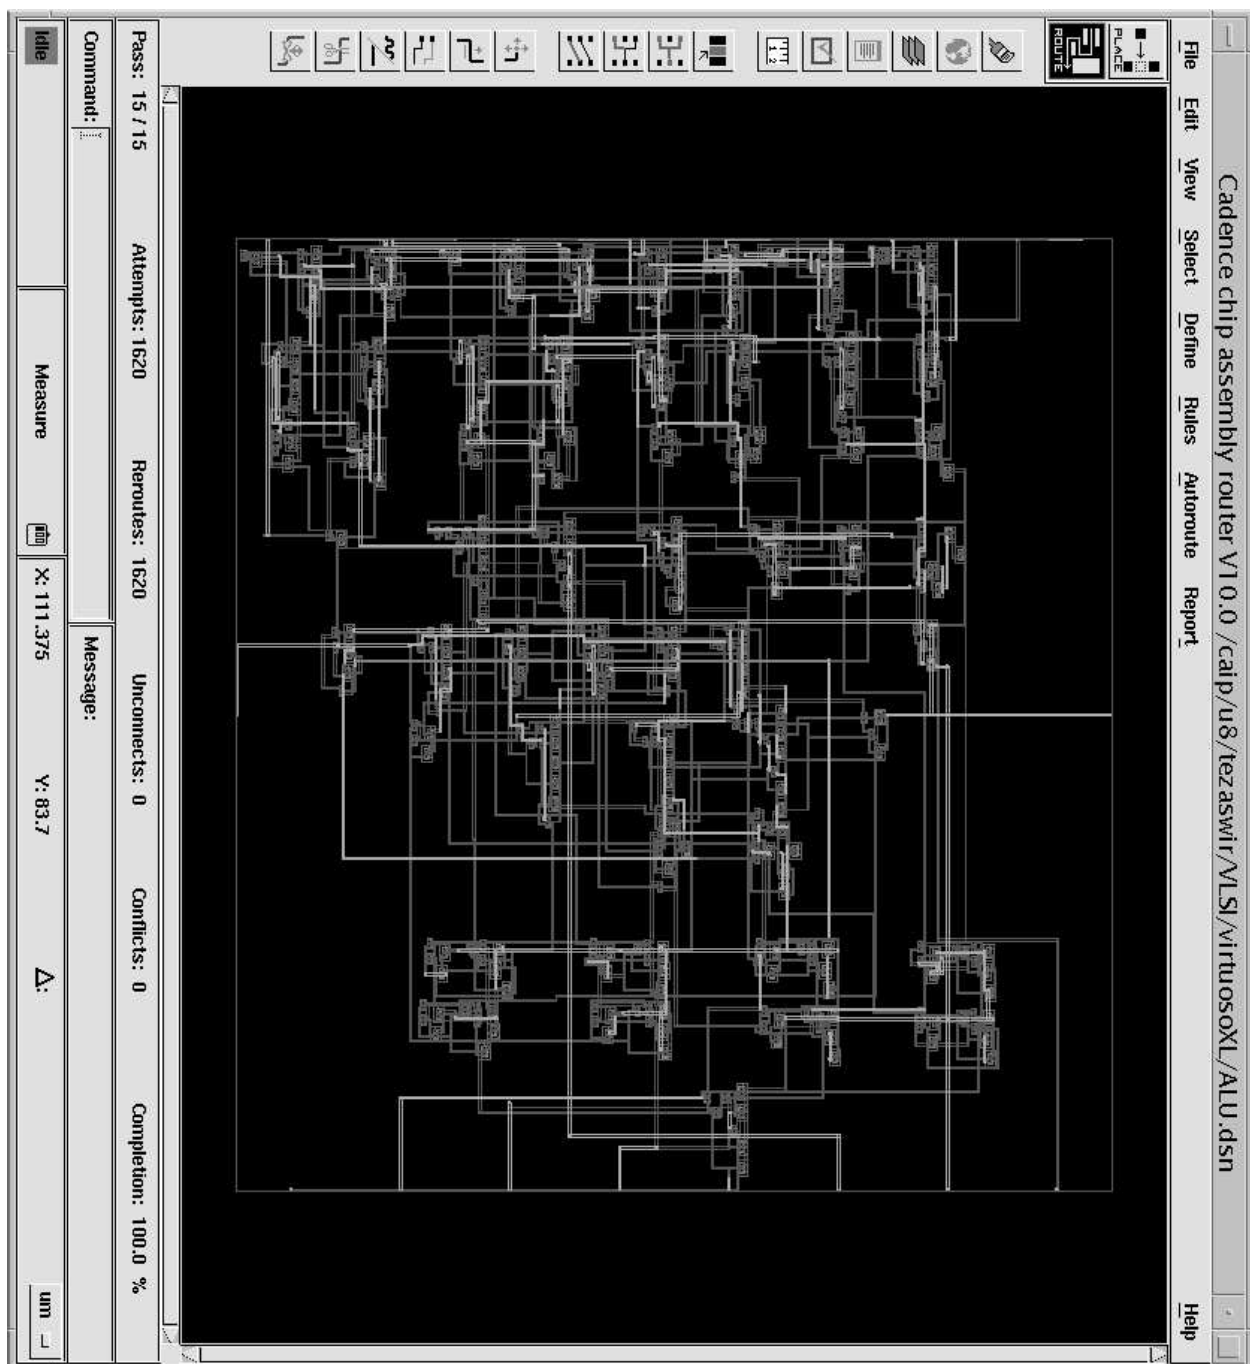 Cadence chip assembly router V10.0 /caip/u8/tezaswir/VLSI/virtuosoXL/ALU.dsn
File Edit View Select Define Rules Autoroute Report Help
PLACE
ROUTE
1 2
Pass: 15 / 15 Attempts: 1620 Reroutes: 1620 Unconnects: 0 Conflicts: 0 Completion: 100.0 %
Command: Message:
Idle Measure X: 111.375 Y: 83.7 Δ: um